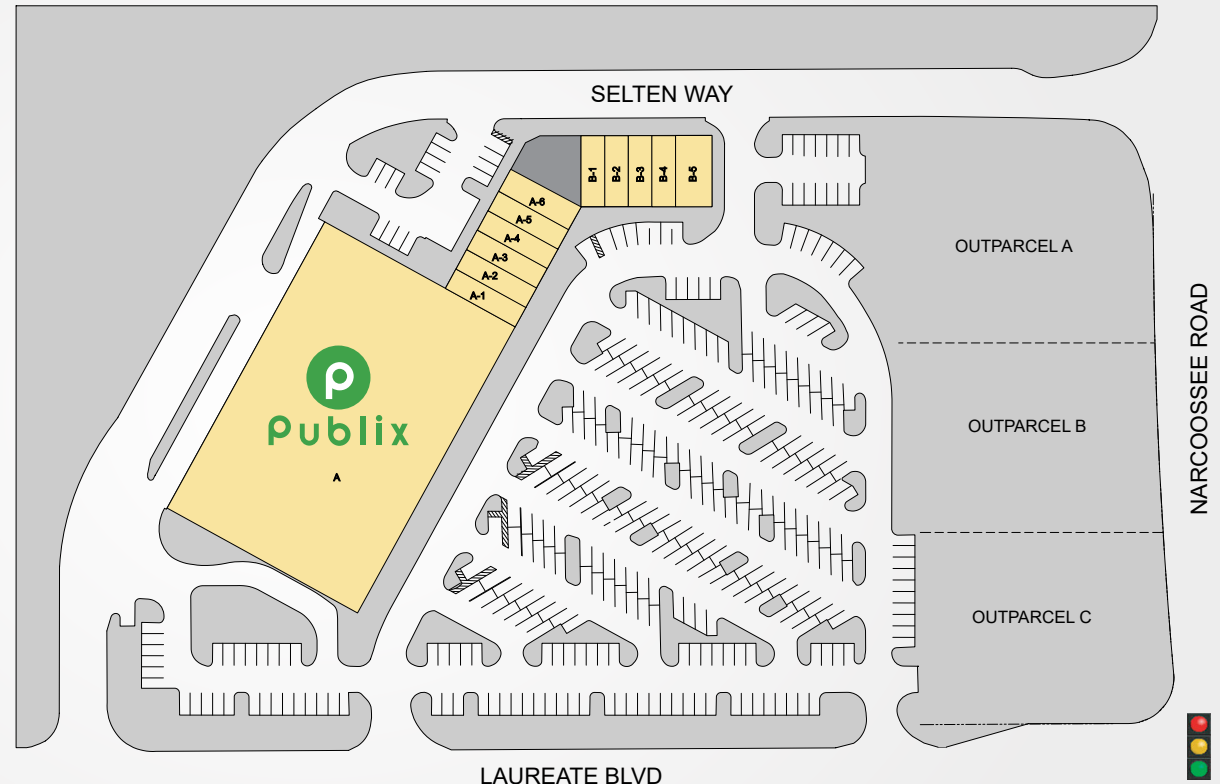 SELTEN WAY
B-1
B-2
B-3
B-4
B-5
A-6
A-5
A-4
A-3
A-2
A-1
OUTPARCEL A
NARCOOSSEE ROAD
p
Publix
A
OUTPARCEL B
OUTPARCEL C
LAUREATE BLVD